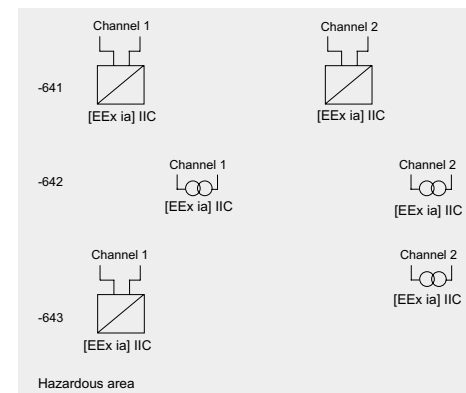 Channel 1
Channel 2
-641
[EEx ia] IIC
[EEx ia] IIC
Channel 1
Channel 2
-642
[EEx ia] IIC
[EEx ia] IIC
Channel 1
Channel 2
[EEx ia] IIC
-643
[EEx ia] IIC
Hazardous area